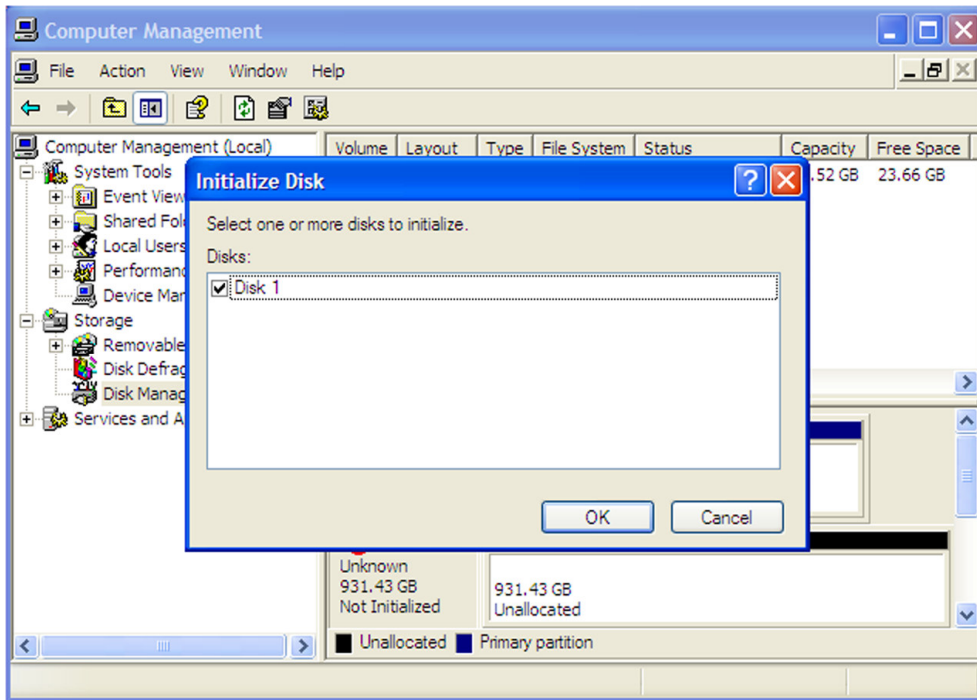 Computer Management
File Action View Window Help
Computer Management (Local)
System Tools
Event View
Shared Fol
Local Users
Performanc
Device Mar
Storage
Removable
Disk Defrag
Disk Manag
Services and A
Volume Layout Type File System Status Capacity Free Space
.52 GB 23.66 GB
Initialize Disk
Select one or more disks to initialize.
Disks:
Disk 1
OK Cancel
Unknown
931.43 GB
Not Initialized
931.43 GB
Unallocated
Unallocated Primary partition